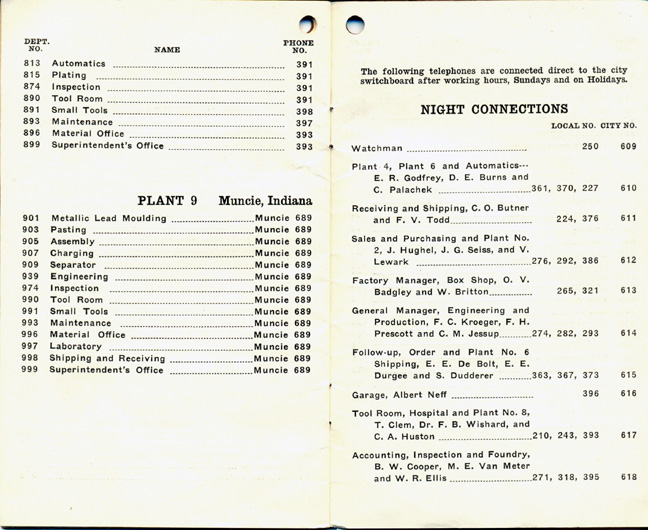 DEPT. NO. NAME PHONE NO.
813 Automatics 391
815 Plating 391
874 Inspection 391
890 Tool Room 391
891 Small Tools 398
893 Maintenance 397
896 Material Office 393
899 Superintendent's Office 393
PLANT 9 Muncie, Indiana
901 Metallic Lead Moulding Muncie 689
903 Pasting Muncie 689
905 Assembly Muncie 689
907 Charging Muncie 689
909 Separator Muncie 689
939 Engineering Muncie 689
974 Inspection Muncie 689
990 Tool Room Muncie 689
991 Small Tools Muncie 689
993 Maintenance Muncie 689
996 Material Office Muncie 689
997 Laboratory Muncie 689
998 Shipping and Receiving Muncie 689
999 Superintendent's Office Muncie 689
The following telephones are connected direct to the city
switchboard after working hours, Sundays and on Holidays.
NIGHT CONNECTIONS
LOCAL NO. CITY NO.
Watchman 250 609
Plant 4, Plant 6 and Automatics---
E. R. Godfrey, D. E. Burns and
C. Palachek 361, 370, 227 610
Receiving and Shipping, C. O. Butner
and F. V. Todd 224, 376 611
Sales and Purchasing and Plant No.
2, J. Hughel, J. G. Seiss, and V.
Lewark 276, 292, 386 612
Factory Manager, Box Shop, O. V.
Badgley and W. Britton 265, 321 613
General Manager, Engineering and
Production, F. C. Kroeger, F. H.
Prescott and C. M. Jessup 274, 282, 293 614
Follow-up, Order and Plant No. 6
Shipping, E. E. De Bolt, E. E.
Durgee and S. Dudderer 363, 367, 373 615
Garage, Albert Neff 396 616
Tool Room, Hospital and Plant No. 8,
T. Clem, Dr. F. B. Wishard, and
C. A. Huston 210, 243, 393 617
Accounting, Inspection and Foundry,
B. W. Cooper, M. E. Van Meter
and W. R. Ellis 271, 318, 395 618